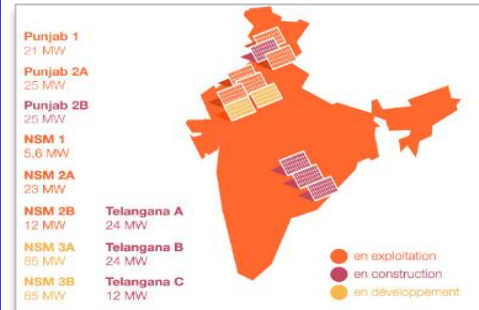 Punjab 1
21 MW
Punjab 2A
25 MW
Punjab 2B
25 MW
NSM 1
5,6 MW
NSM 2A
23 MW
NSM 2B
12 MW
NSM 3A
85 MW
NSM 3B
85 MW
Telangana A
24 MW
Telangana B
24 MW
Telangana C
12 MW
en exploitation
en construction
en développement